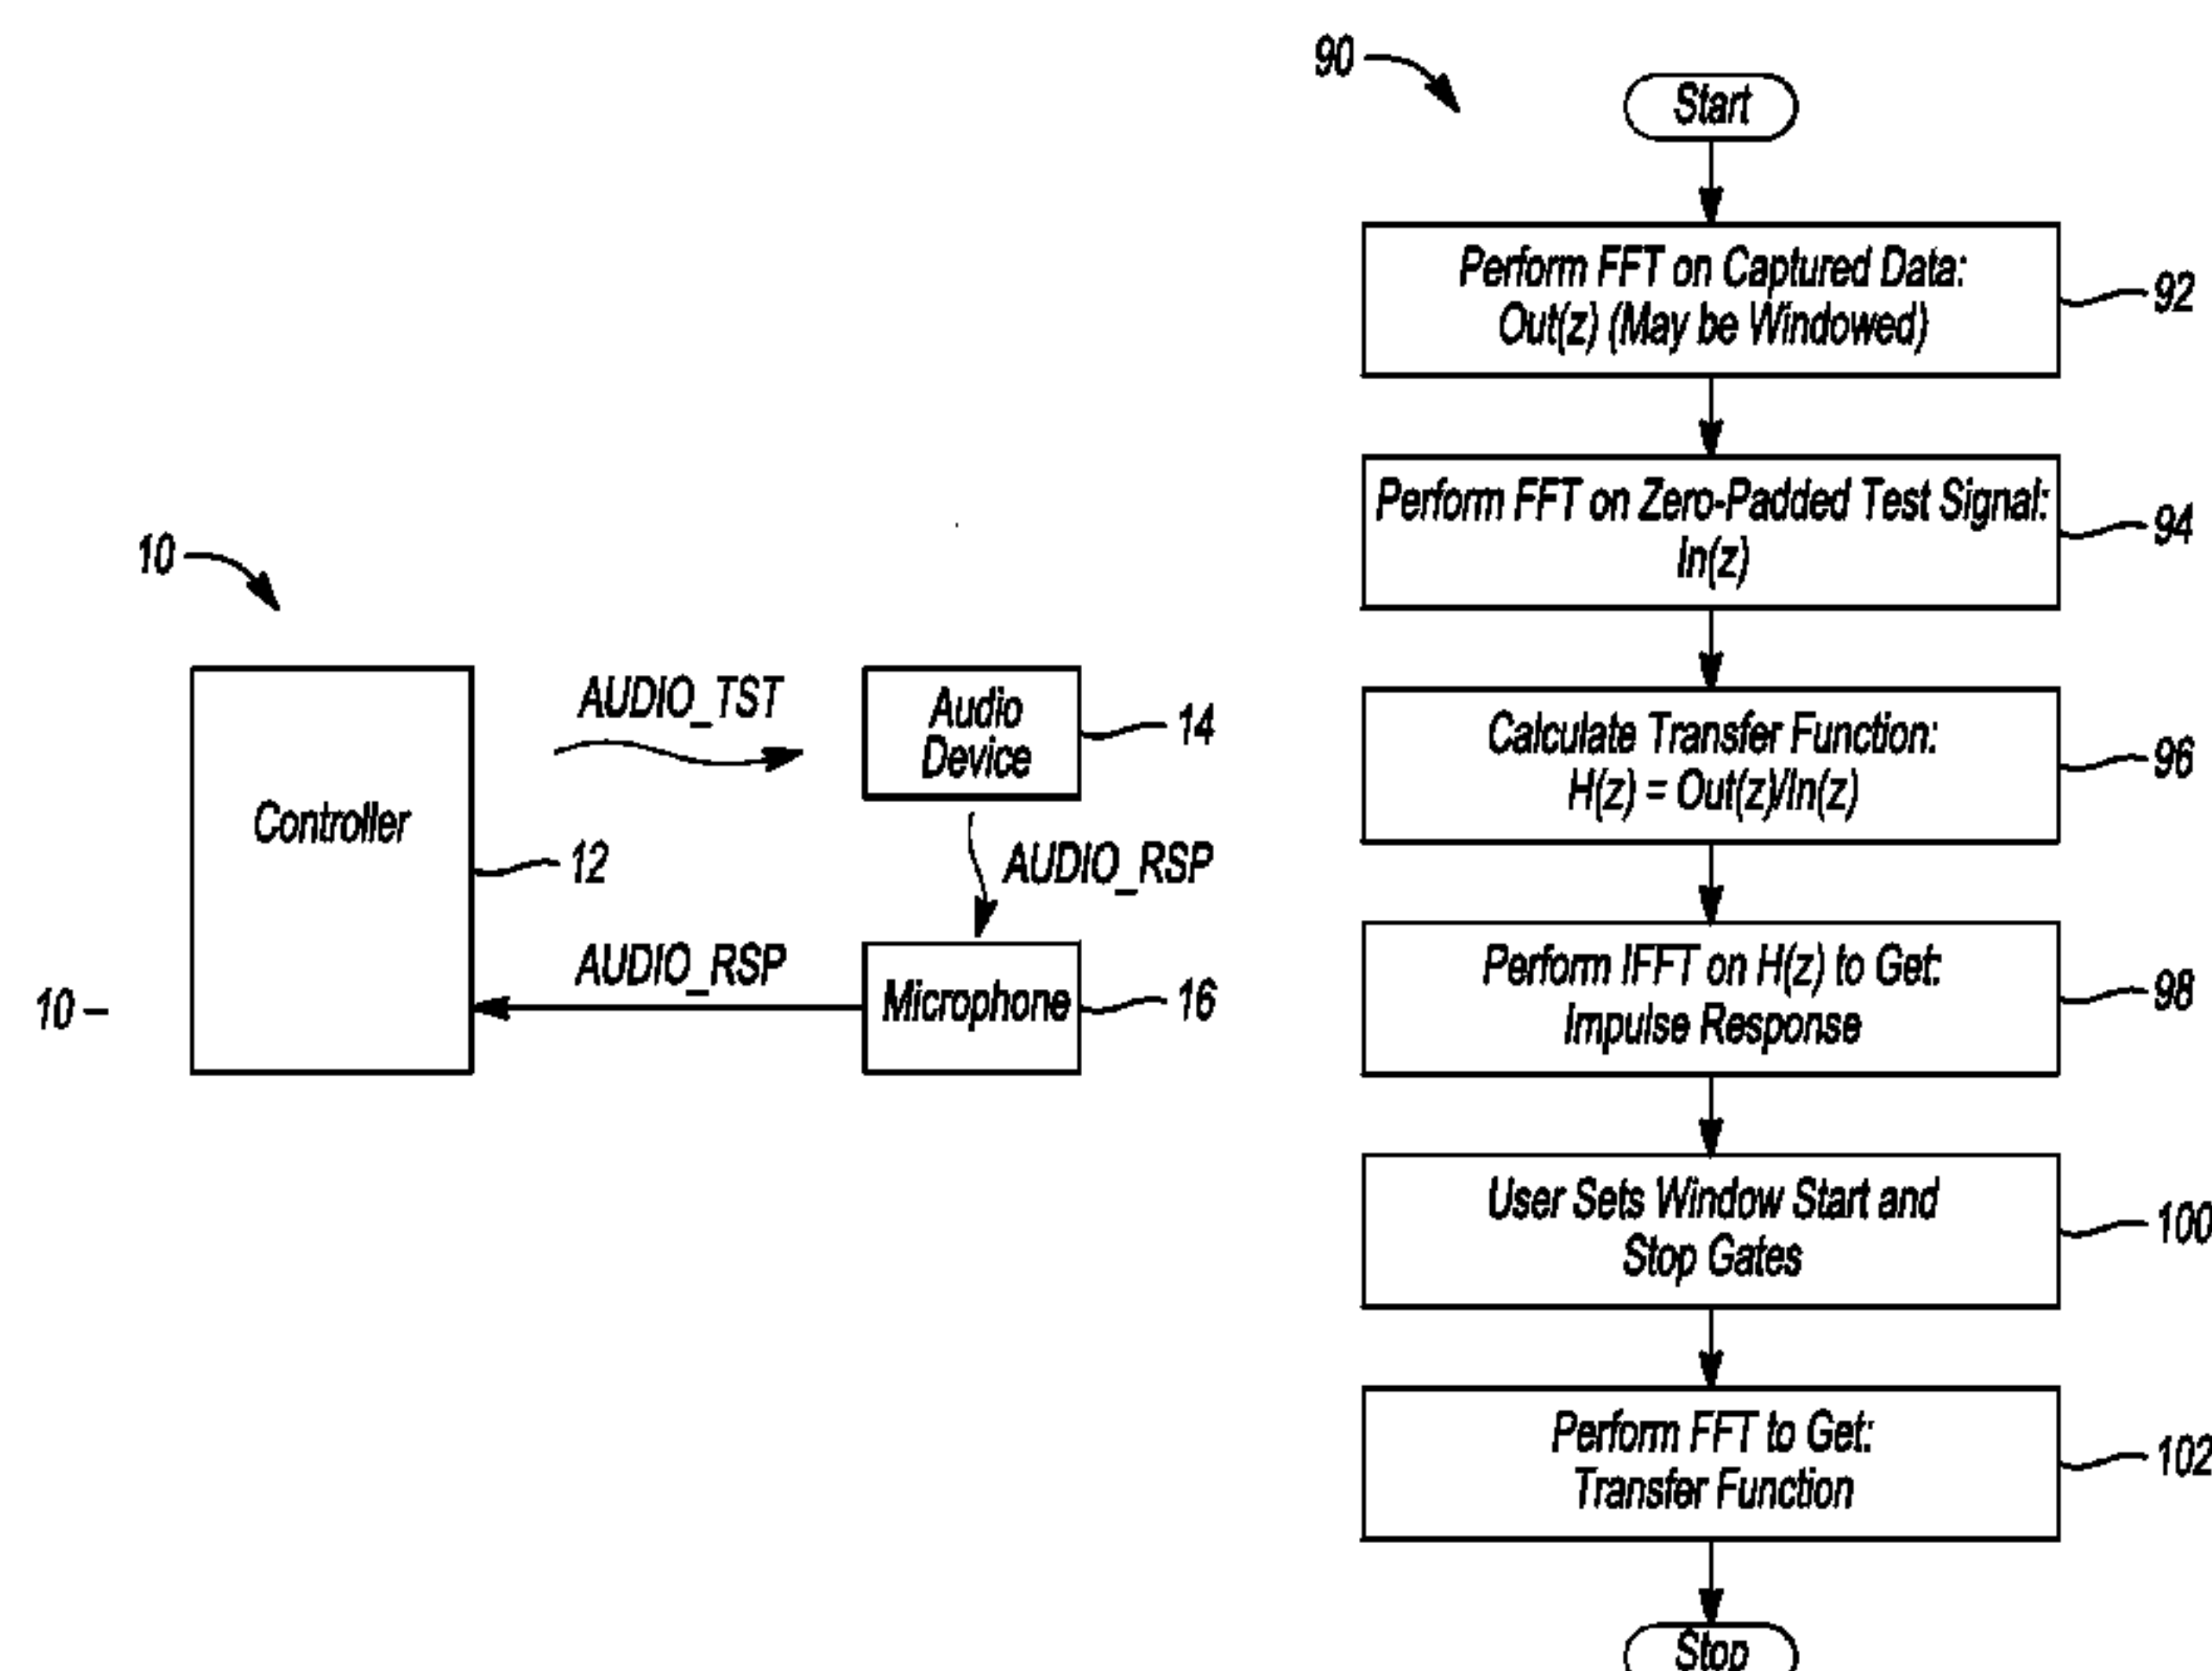 10
Controller
12
AUDIO_TST
Audio
Device
14
AUDIO_RSP
AUDIO_RSP
Microphone
16
10 –
90
Start
Perform FFT on Captured Data:
Out(z) (May be Windowed)
92
Perform FFT on Zero-Padded Test Signal:
In(z)
94
Calculate Transfer Function:
H(z) = Out(z)/In(z)
96
Perform IFFT on H(z) to Get:
Impulse Response
98
User Sets Window Start and
Stop Gates
100
Perform FFT to Get:
Transfer Function
102
Stop